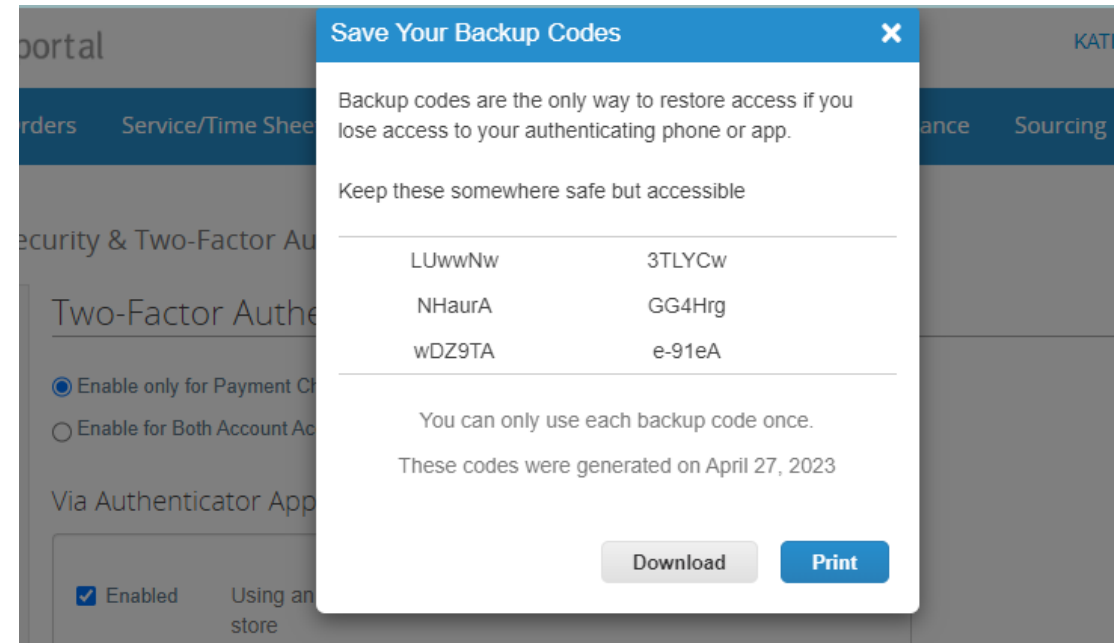 portal
Save Your Backup Codes
KATI
rders Service/Time Shee ance Sourcing
Backup codes are the only way to restore access if you
lose access to your authenticating phone or app.
Keep these somewhere safe but accessible
ecurity & Two-Factor Au
LUwwNw 3TLYCw
NHaurA GG4Hrg
wDZ9TA e-91eA
Two-Factor Authe
Enable only for Payment Ch
Enable for Both Account Ac
You can only use each backup code once.
These codes were generated on April 27, 2023
Via Authenticator App
Download Print
Enabled Using an
store